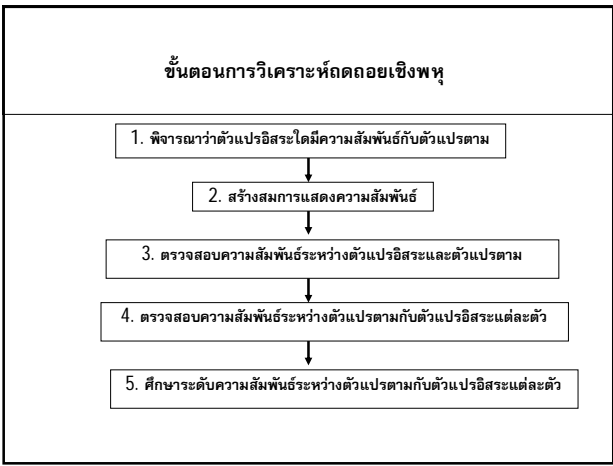 ขั้นตอนการวิเคราะห์ถดถอยเชิงพหุ
1. พิจารณาว่าตัวแปรอิสระใดมีความสัมพันธ์กับตัวแปรตาม
2. สร้างสมการแสดงความสัมพันธ์
3. ตรวจสอบความสัมพันธ์ระหว่างตัวแปรอิสระและตัวแปรตาม
4. ตรวจสอบความสัมพันธ์ระหว่างตัวแปรตามกับตัวแปรอิสระแต่ละตัว
5. ศึกษาระดับความสัมพันธ์ระหว่างตัวแปรตามกับตัวแปรอิสระแต่ละตัว